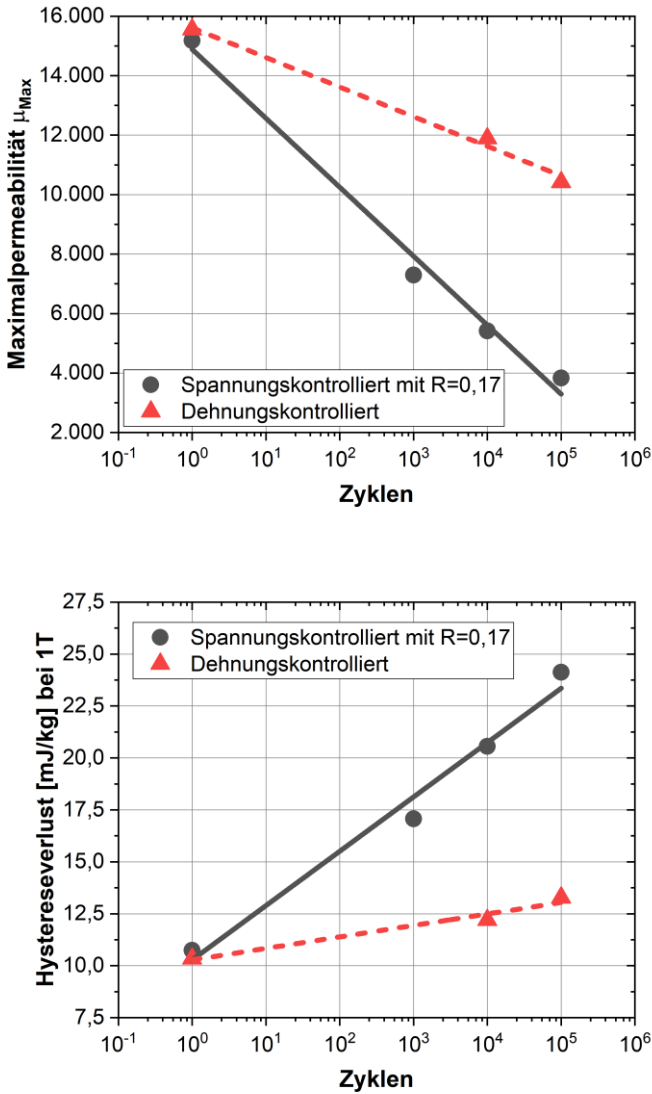 Maximalpermeabilität μMax
16.000
14.000
12.000
10.000
8.000
6.000
4.000
2.000
Spannungskontrolliert mit R=0,17
Dehnungskontrolliert
10⁻¹ 10⁰ 10¹ 10² 10³ 10⁴ 10⁵ 10⁶
Zyklen
Hystereseverlust [mJ/kg] bei 1T
27,5
25,0
22,5
20,0
17,5
15,0
12,5
10,0
7,5
Spannungskontrolliert mit R=0,17
Dehnungskontrolliert
10⁻¹ 10⁰ 10¹ 10² 10³ 10⁴ 10⁵ 10⁶
Zyklen